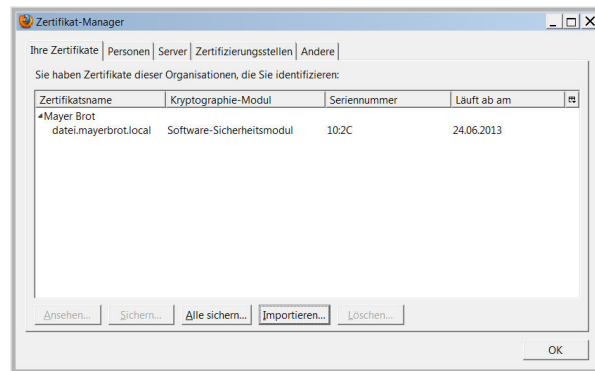 Zertifikat-Manager
Ihre Zertifikate Personen Server Zertifizierungsstellen Andere
Sie haben Zertifikate dieser Organisationen, die Sie identifizieren:
Zertifikatsname Kryptographie-Modul Seriennummer Läuft ab am
Mayer Brot
datei.mayerbrot.local Software-Sicherheitsmodul 10:2C 24.06.2013
Ansehen... Sichern... Alle sichern... Importieren... Löschen...
OK